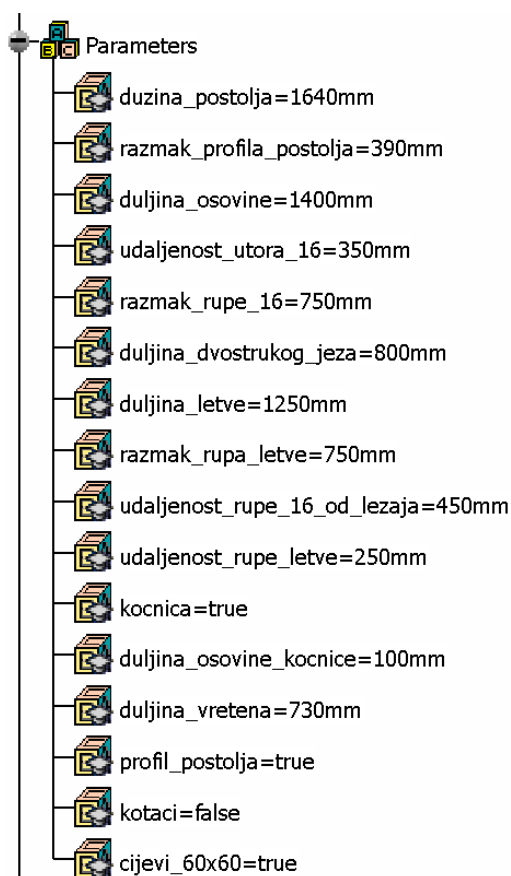 Parameters
duzina_postolja=1640mm
razmak_profila_postolja=390mm
duljina_osovine=1400mm
udaljenost_utora_16=350mm
razmak_rupe_16=750mm
duljina_dvostrukog_jeza=800mm
duljina_letve=1250mm
razmak_rupa_letve=750mm
udaljenost_rupe_16_od_lezaja=450mm
udaljenost_rupe_letve=250mm
kocnica=true
duljina_osovine_kocnice=100mm
duljina_vretena=730mm
profil_postolja=true
kotaci=false
cijevi_60x60=true